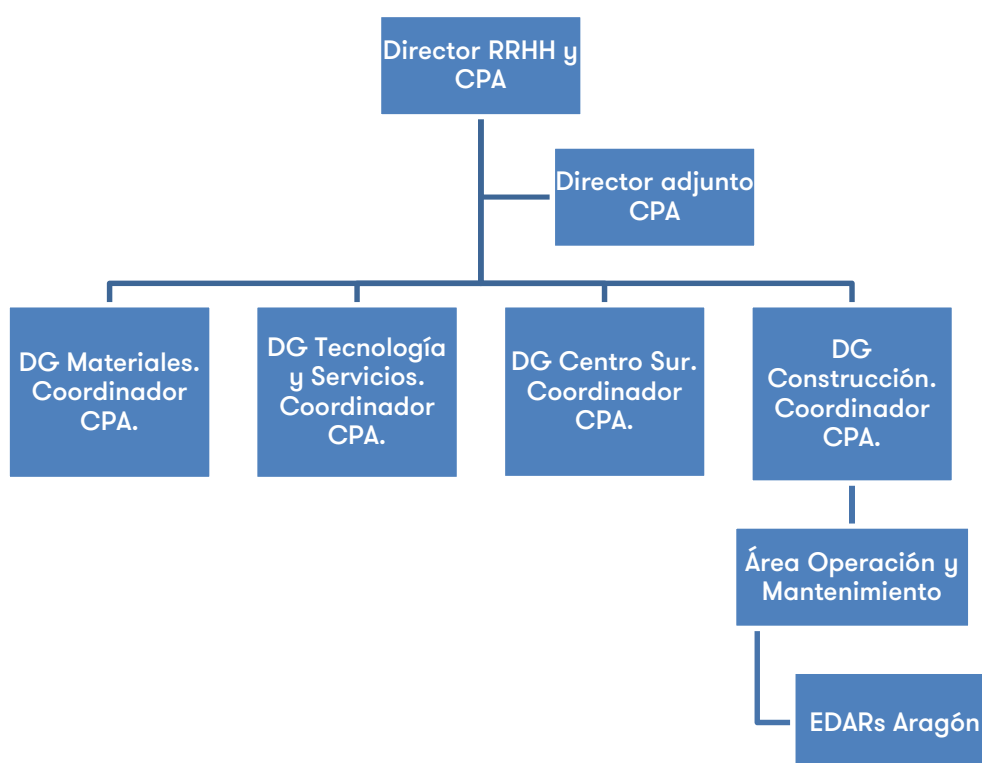 Director RRHH y
CPA
Director adjunto
CPA
DG Materiales.
Coordinador
CPA.
DG Tecnología
y Servicios.
Coordinador
CPA.
DG Centro Sur.
Coordinador
CPA.
DG
Construcción.
Coordinador
CPA.
Área Operación y
Mantenimiento
EDARs Aragón